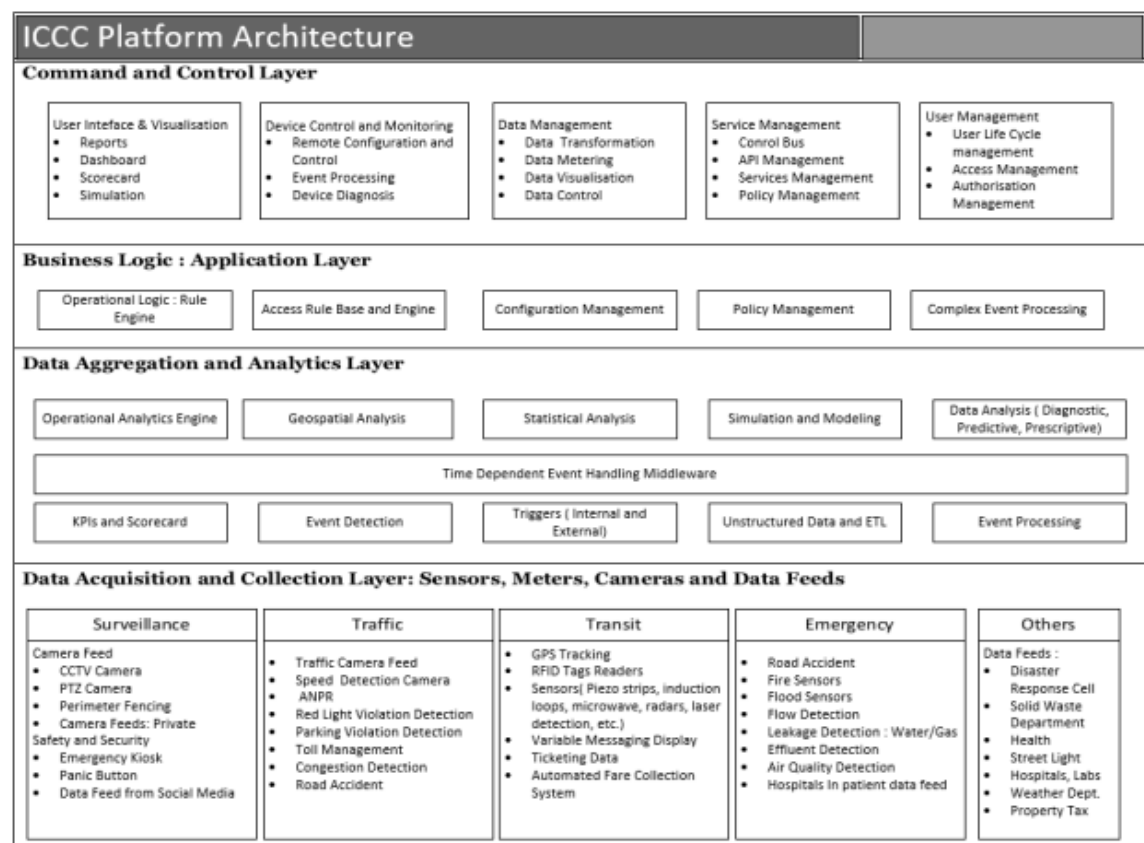 ICCC Platform Architecture
Command and Control Layer
User Inteface & Visualisation
• Reports
• Dashboard
• Scorecard
• Simulation
Device Control and Monitoring
• Remote Configuration and
Control
• Event Processing
• Device Diagnosis
Data Management
• Data Transformation
• Data Metering
• Data Visualisation
• Data Control
Service Management
• Conrol Bus
• API Management
• Services Management
• Policy Management
User Management
• User Life Cycle
management
• Access Management
• Authorisation
Management
Business Logic : Application Layer
Operational Logic : Rule
Engine
Access Rule Base and Engine
Configuration Management
Policy Management
Complex Event Processing
Data Aggregation and Analytics Layer
Operational Analytics Engine
Geospatial Analysis
Statistical Analysis
Simulation and Modeling
Data Analysis ( Diagnostic,
Predictive, Prescriptive)
Time Dependent Event Handling Middleware
KPIs and Scorecard
Event Detection
Triggers ( Internal and
External)
Unstructured Data and ETL
Event Processing
Data Acquisition and Collection Layer: Sensors, Meters, Cameras and Data Feeds
Surveillance
Camera Feed
• CCTV Camera
• PTZ Camera
• Perimeter Fencing
• Camera Feeds: Private
Safety and Security
• Emergency Kiosk
• Panic Button
• Data Feed from Social Media
Traffic
• Traffic Camera Feed
• Speed Detection Camera
• ANPR
• Red Light Violation Detection
• Parking Violation Detection
• Toll Management
• Congestion Detection
• Road Accident
Transit
• GPS Tracking
• RFID Tags Readers
• Sensors( Piezo strips, induction
loops, microwave, radars, laser
detection, etc.)
• Variable Messaging Display
• Ticketing Data
• Automated Fare Collection
System
Emergency
• Road Accident
• Fire Sensors
• Flood Sensors
• Flow Detection
• Leakage Detection : Water/Gas
• Effluent Detection
• Air Quality Detection
• Hospitals In patient data feed
Others
Data Feeds :
• Disaster
Response Cell
• Solid Waste
Department
• Health
• Street Light
• Hospitals, Labs
• Weather Dept.
• Property Tax